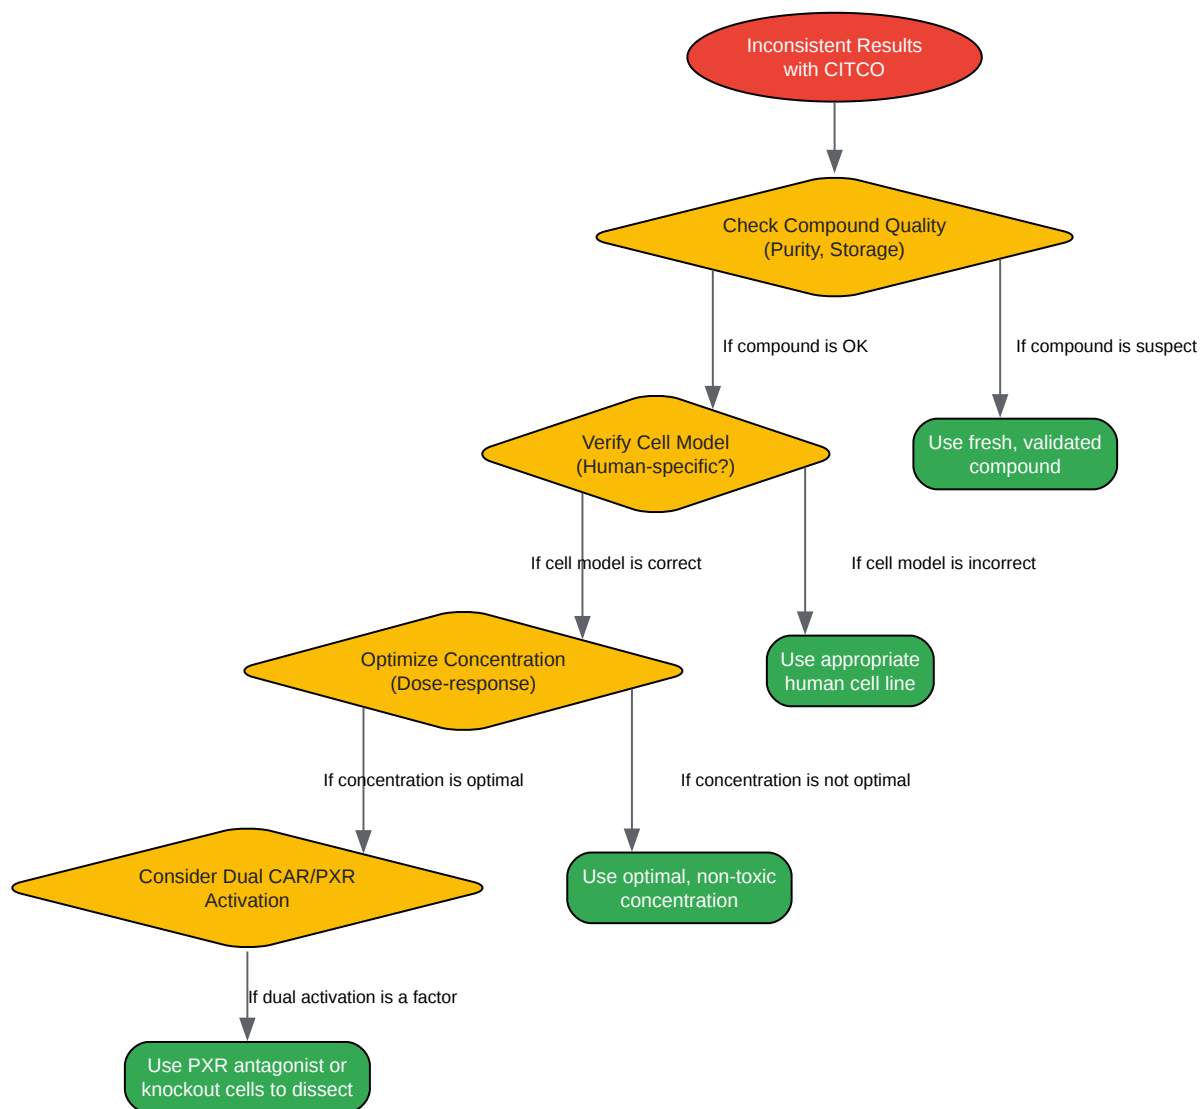 Inconsistent Results
with CITCO
Check Compound Quality
(Purity, Storage)
If compound is OK
If compound is suspect
Verify Cell Model
(Human-specific?)
Use fresh, validated
compound
If cell model is correct
If cell model is incorrect
Optimize Concentration
(Dose-response)
Use appropriate
human cell line
If concentration is optimal
If concentration is not optimal
Consider Dual CAR/PXR
Activation
Use optimal, non-toxic
concentration
If dual activation is a factor
Use PXR antagonist or
knockout cells to dissect